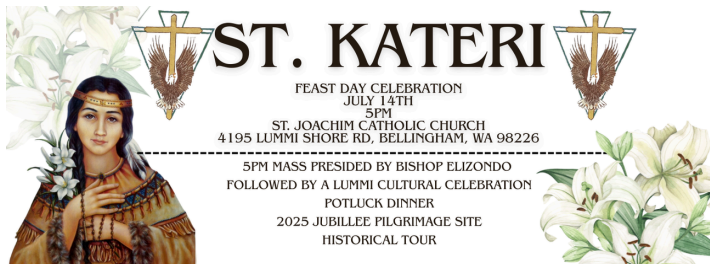 ST. KATERI
FEAST DAY CELEBRATION
JULY 14TH
5PM
ST. JOACHIM CATHOLIC CHURCH
4195 LUMMI SHORE RD, BELLINGHAM, WA 98226
5PM MASS PRESIDED BY BISHOP ELIZONDO
FOLLOWED BY A LUMMI CULTURAL CELEBRATION
POTLUCK DINNER
2025 JUBILLEE PILGRIMAGE SITE
HISTORICAL TOUR